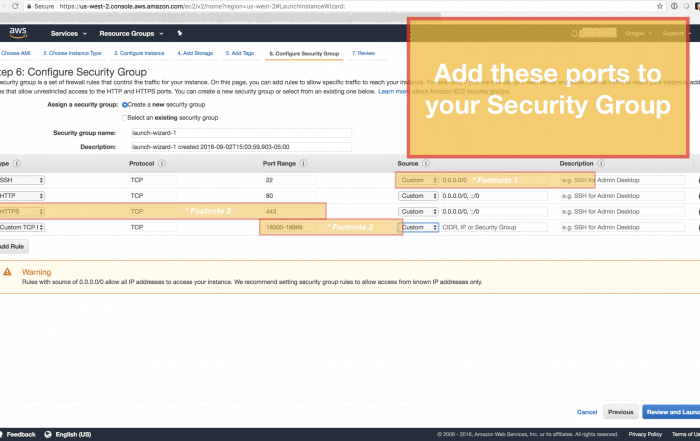 Secure
https://us-west-2.console.aws.amazon.com/ec2/v2/home?region=us-west-2#LaunchInstanceWizard:
aws
Services
Resource Groups
Oregon
Support
Choose AMI
2. Choose Instance Type
3. Configure Instance
4. Add Storage
5. Add Tags
6. Configure Security Group
7. Review
Add these ports to
your Security Group
ep 6: Configure Security Group
ecurity group is a set of firewall rules that control the traffic for your instance. On this page, you can add rules to allow specific traffic to reach your instance.
es that allow unrestricted access to the HTTP and HTTPS ports. You can create a new security group or select from an existing one below. Learn more about Amazon EC2 security groups.
Assign a security group:
Create a new security group
Select an existing security group
Security group name:
launch-wizard-1
Description:
launch-wizard-1 created 2018-09-02T15:03:59.903-05:00
ype
Protocol
Port Range
Source
Description
SSH
TCP
22
Custom
0.0.0.0/0
* Footnote 1
e.g. SSH for Admin Desktop
HTTP
TCP
80
Custom
0.0.0.0/0, ::/0
e.g. SSH for Admin Desktop
HTTPS
TCP
* Footnote 2
443
Custom
0.0.0.0/0, ::/0
e.g. SSH for Admin Desktop
Custom TCP
TCP
18000-18999
* Footnote 3
Custom
CIDR, IP or Security Group
e.g. SSH for Admin Desktop
dd Rule
Warning
Rules with source of 0.0.0.0/0 allow all IP addresses to access your instance. We recommend setting security group rules to allow access from known IP addresses only.
Cancel
Previous
Review and Launc
Feedback
English (US)
© 2008 - 2018, Amazon Web Services, Inc. or its affiliates. All rights reserved.
Privacy Policy
Terms of Us